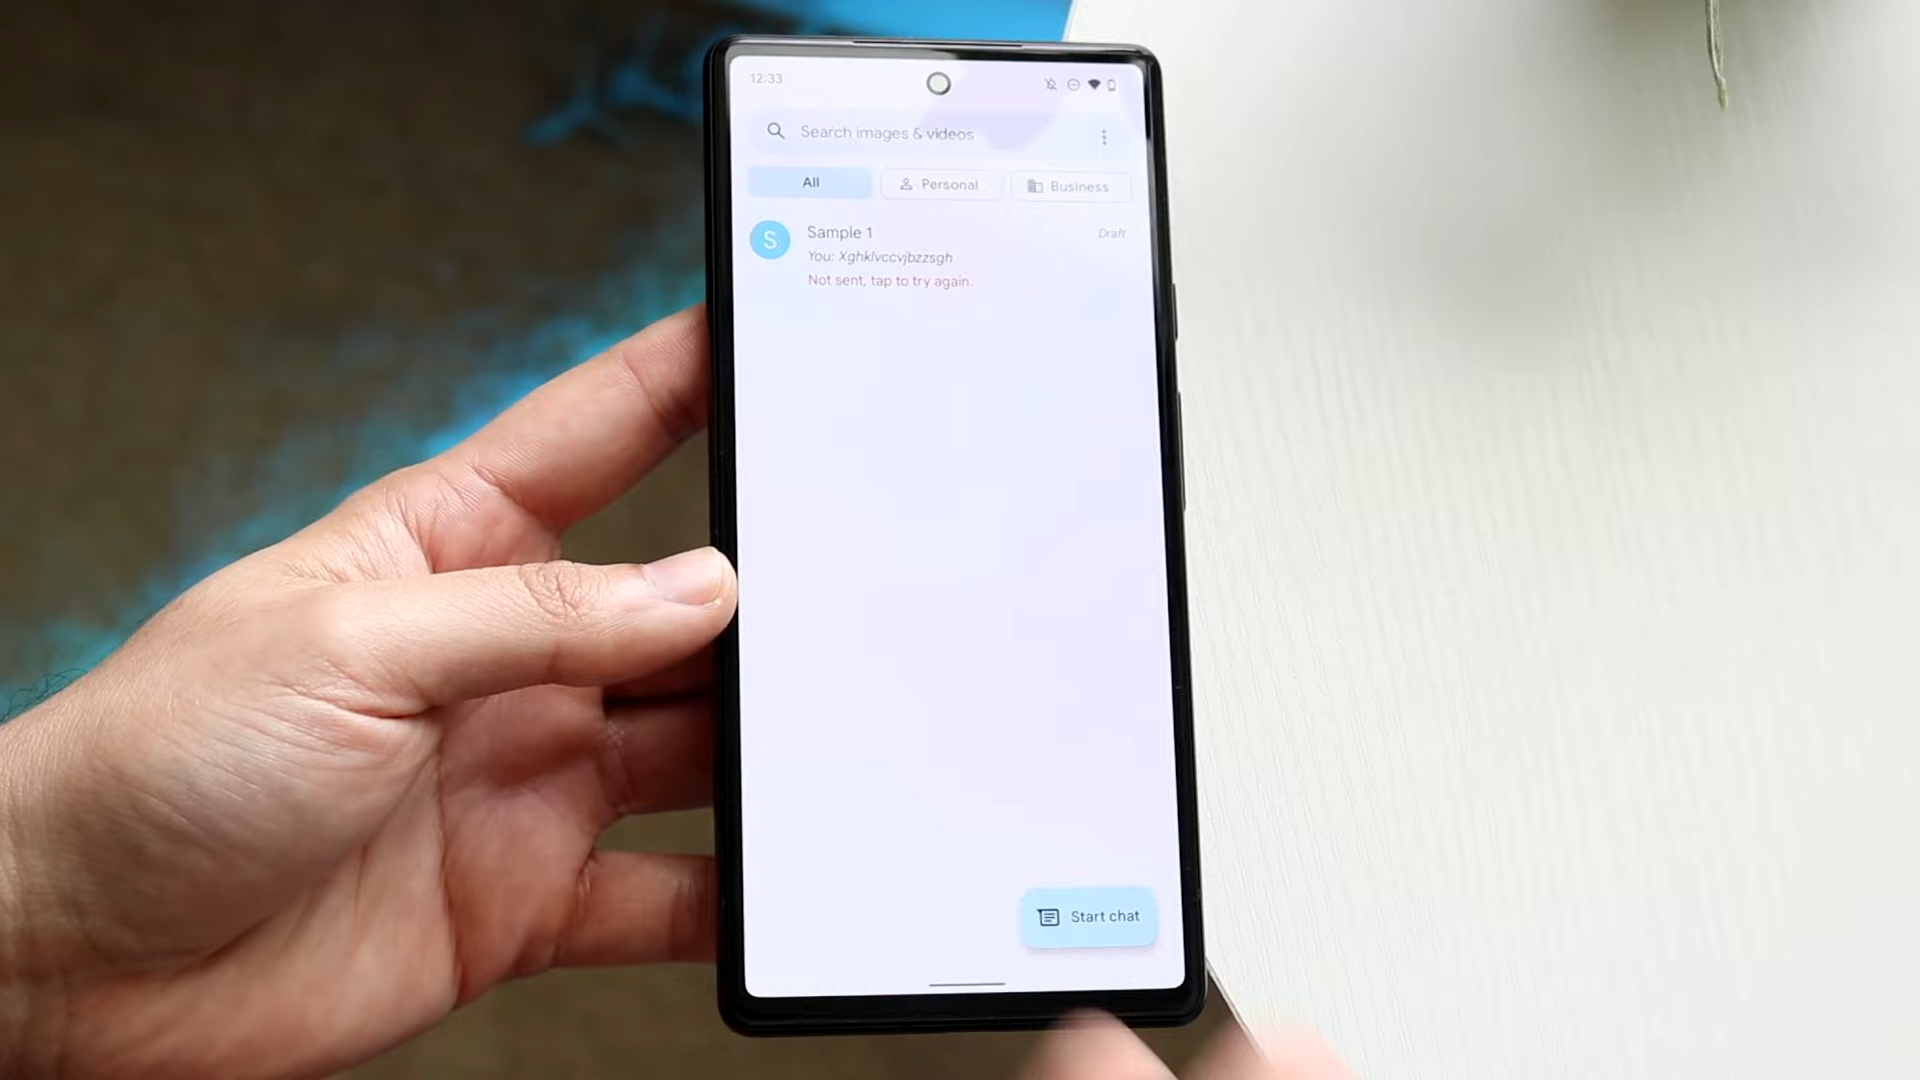 12:33
Search images & videos
All
Personal
Business
S
Sample 1
Draft
You: Xghklvccvjbzzsgh
Not sent, tap to try again.
Start chat